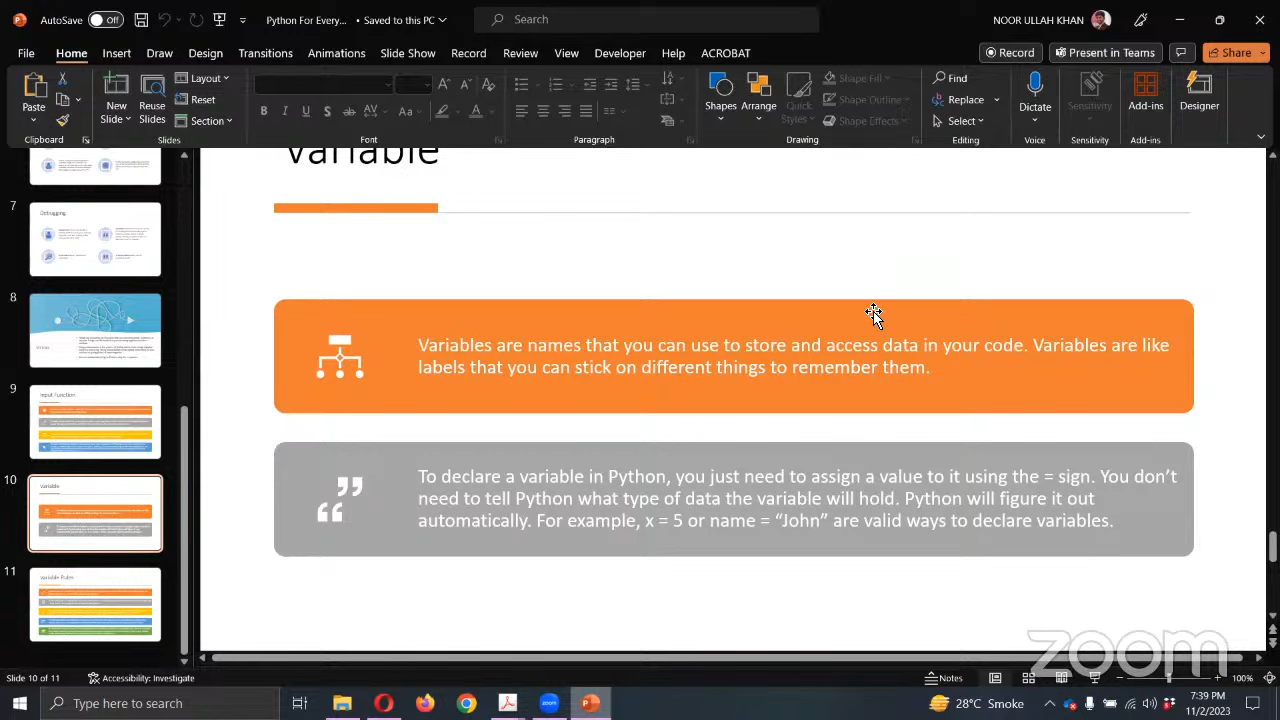 AutoSave Off Python For Every... • Saved to this PC Search NOOR ULLAH KHAN
File Home Insert Draw Design Transitions Animations Slide Show Record Review View Developer Help ACROBAT Record Present in Teams Share
Paste New Slide Reuse Slides Layout Reset Section Shapes Arrange Quick Styles Shape Fill Shape Outline Shape Effects Find Replace Select Dictate Sensitivity Add-ins Designer
Clipboard Slides Font Paragraph Drawing Editing Voice Sensitivity Add-ins
Variable
7
Debugging
8
9
Input Function
10
Variable
11
Variable Rules
Variables are names that you can use to store and access data in your code. Variables are like
labels that you can stick on different things to remember them.
To declare a variable in Python, you just need to assign a value to it using the = sign. You don’t
need to tell Python what type of data the variable will hold. Python will figure it out
automatically. For example, x = 5 or name = John are valid ways to declare variables.
zoom
Slide 10 of 11 Accessibility: Investigate Notes 100%
Type here to search zoom 28°C Smoke 7:39 PM
11/2/2023